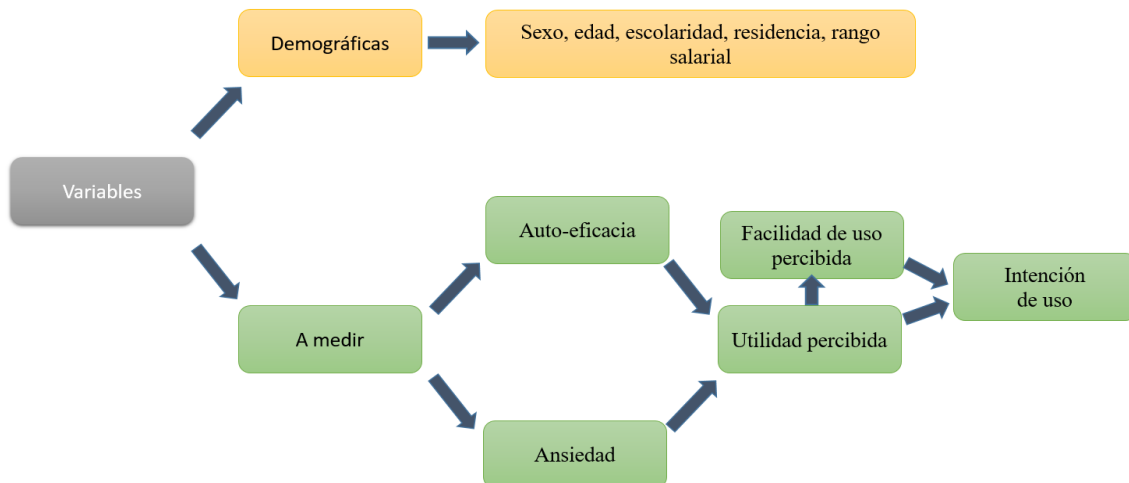 Demográficas
Sexo, edad, escolaridad, residencia, rango
salarial
Variables
Auto-eficacia
Facilidad de uso
percibida
Intención
de uso
A medir
Utilidad percibida
Ansiedad